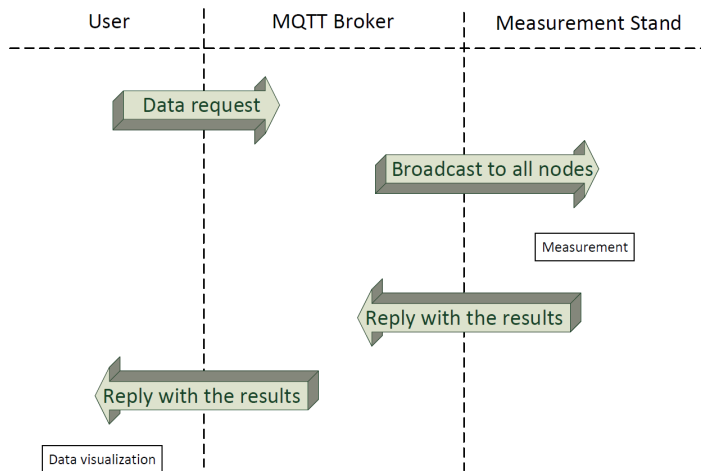 User
MQTT Broker
Measurement Stand
Data request
Broadcast to all nodes
Measurement
Reply with the results
Reply with the results
Data visualization